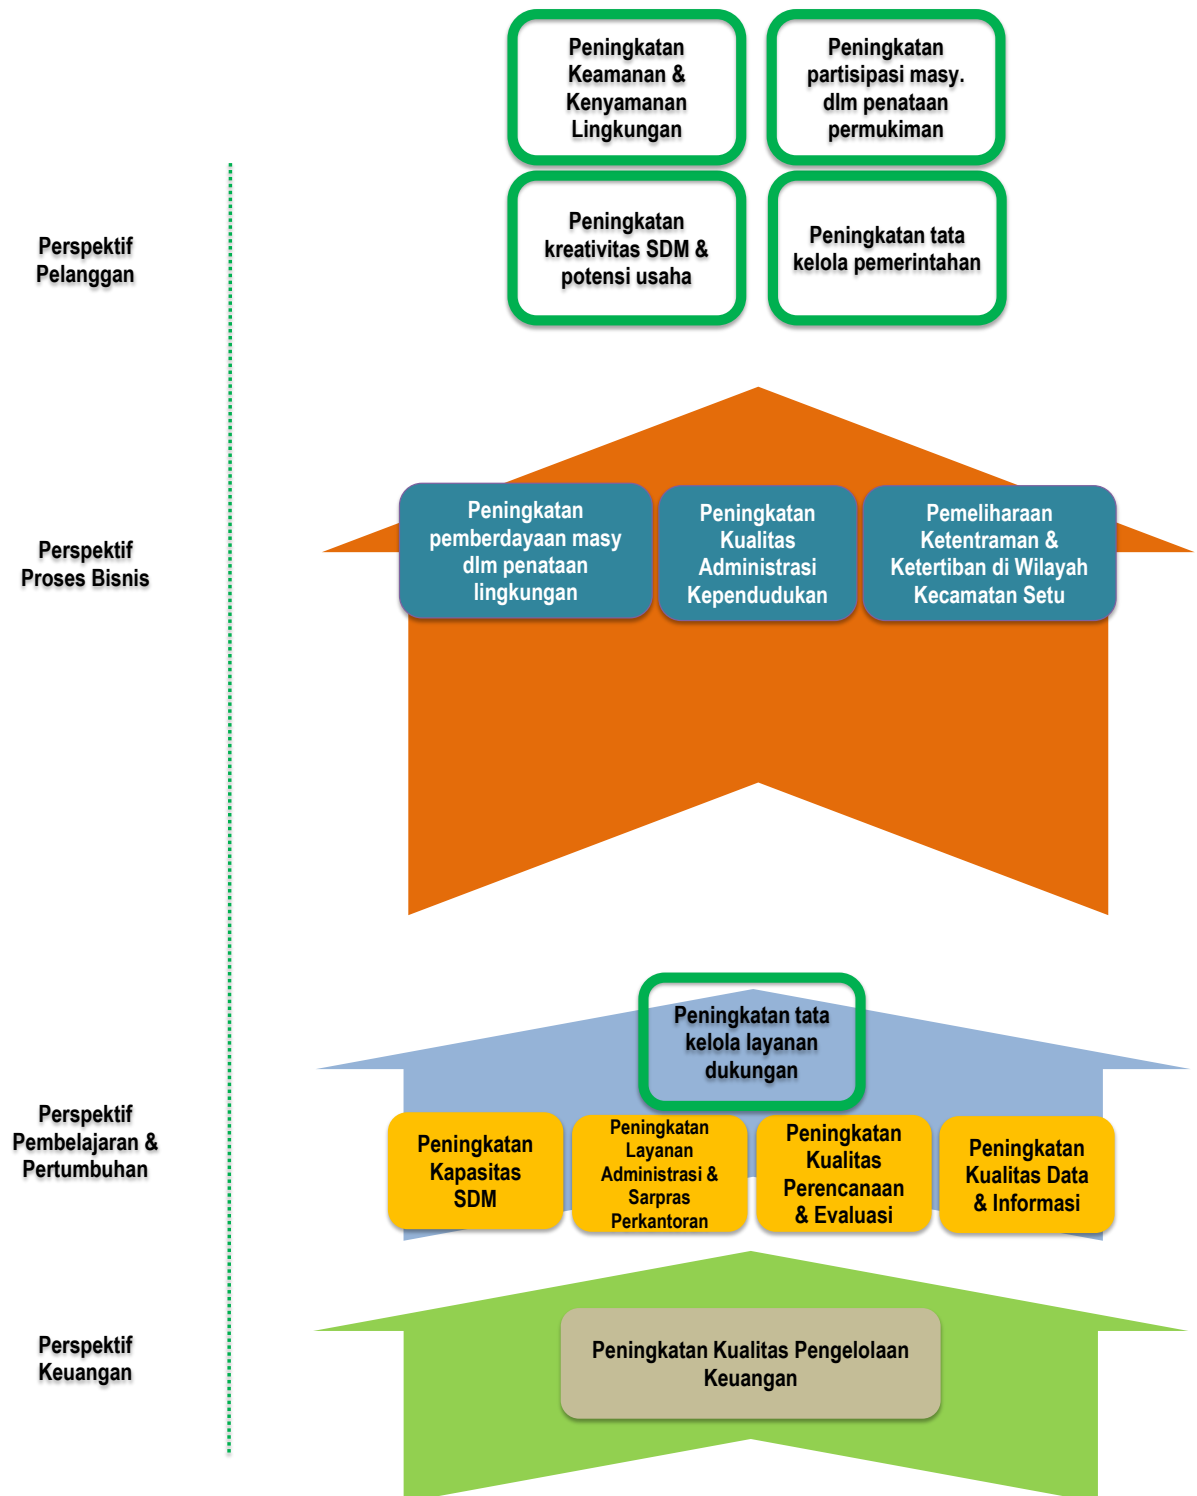 Peningkatan
Keamanan &
Kenyamanan
Lingkungan
Peningkatan
partisipasi masy.
dlm penataan
permukiman
Perspektif
Pelanggan
Peningkatan
kreativitas SDM &
potensi usaha
Peningkatan tata
kelola pemerintahan
Perspektif
Proses Bisnis
Peningkatan
pemberdayaan masy
dlm penataan
lingkungan
Peningkatan
Kualitas
Administrasi
Kependudukan
Pemeliharaan
Ketentraman &
Ketertiban di Wilayah
Kecamatan Setu
Peningkatan tata
kelola layanan
dukungan
Perspektif
Pembelajaran &
Pertumbuhan
Peningkatan
Kapasitas
SDM
Peningkatan
Layanan
Administrasi &
Sarpras
Perkantoran
Peningkatan
Kualitas
Perencanaan
& Evaluasi
Peningkatan
Kualitas Data
& Informasi
Perspektif
Keuangan
Peningkatan Kualitas Pengelolaan
Keuangan